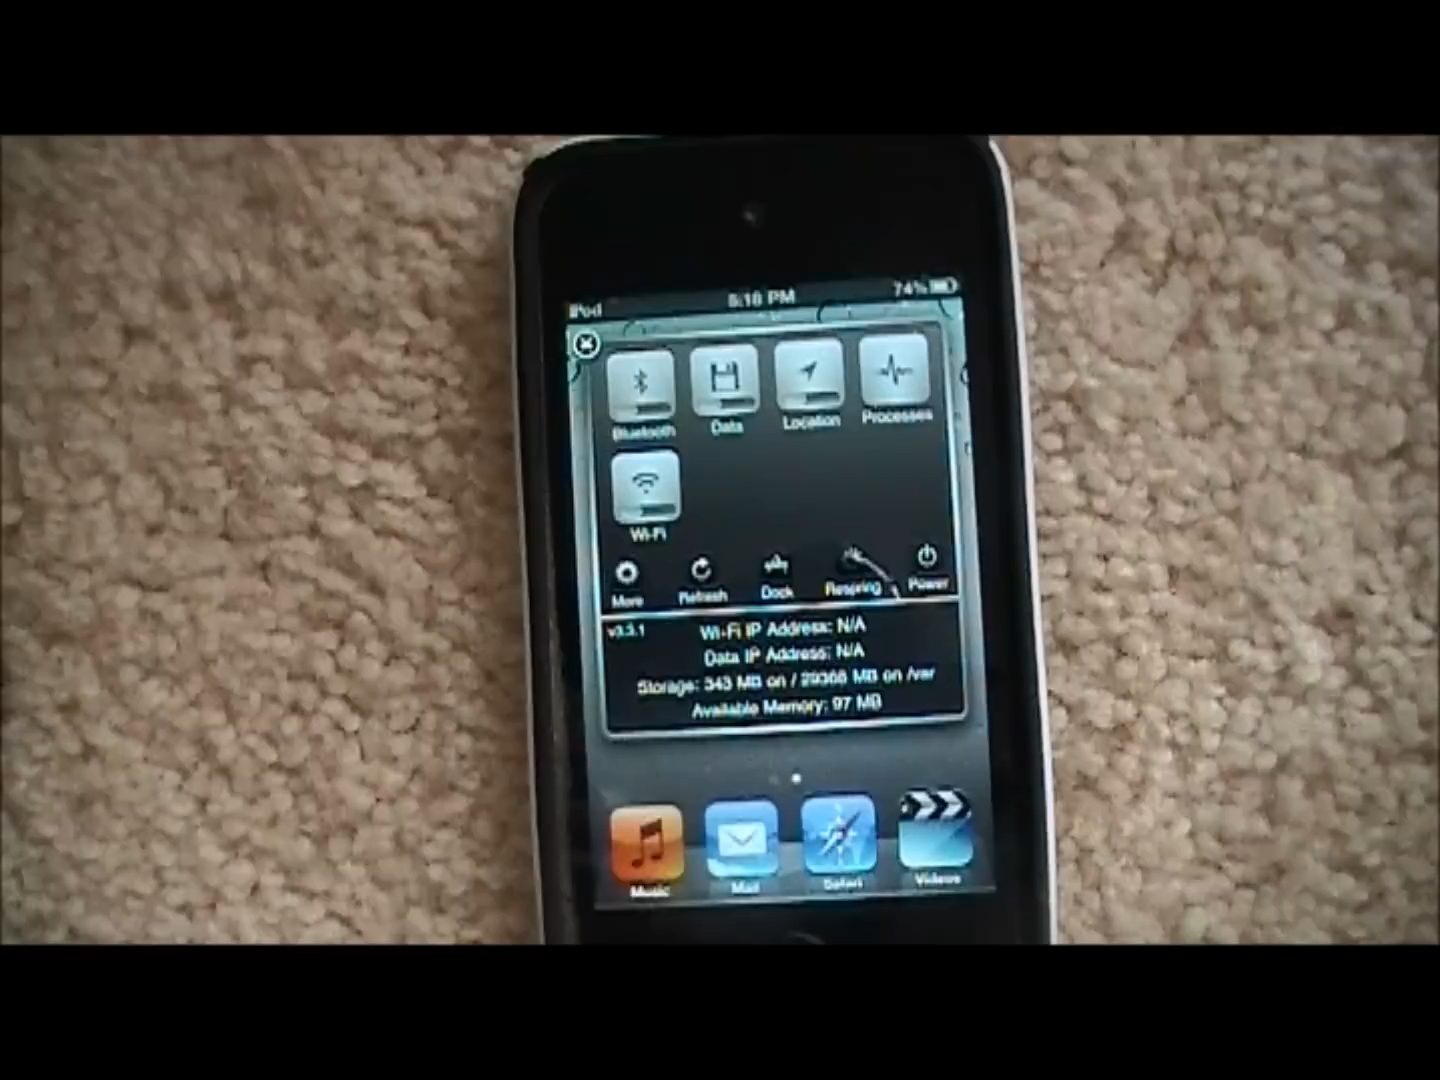 iPod 5:18 PM 74%
Bluetooth Data Location Processes
Wi-Fi
More Refresh Dock Respring Power
v3.3.1 Wi-Fi IP Address: N/A
Data IP Address: N/A
Storage: 343 MB on / 29368 MB on /var
Available Memory: 97 MB
Music Mail Safari Videos